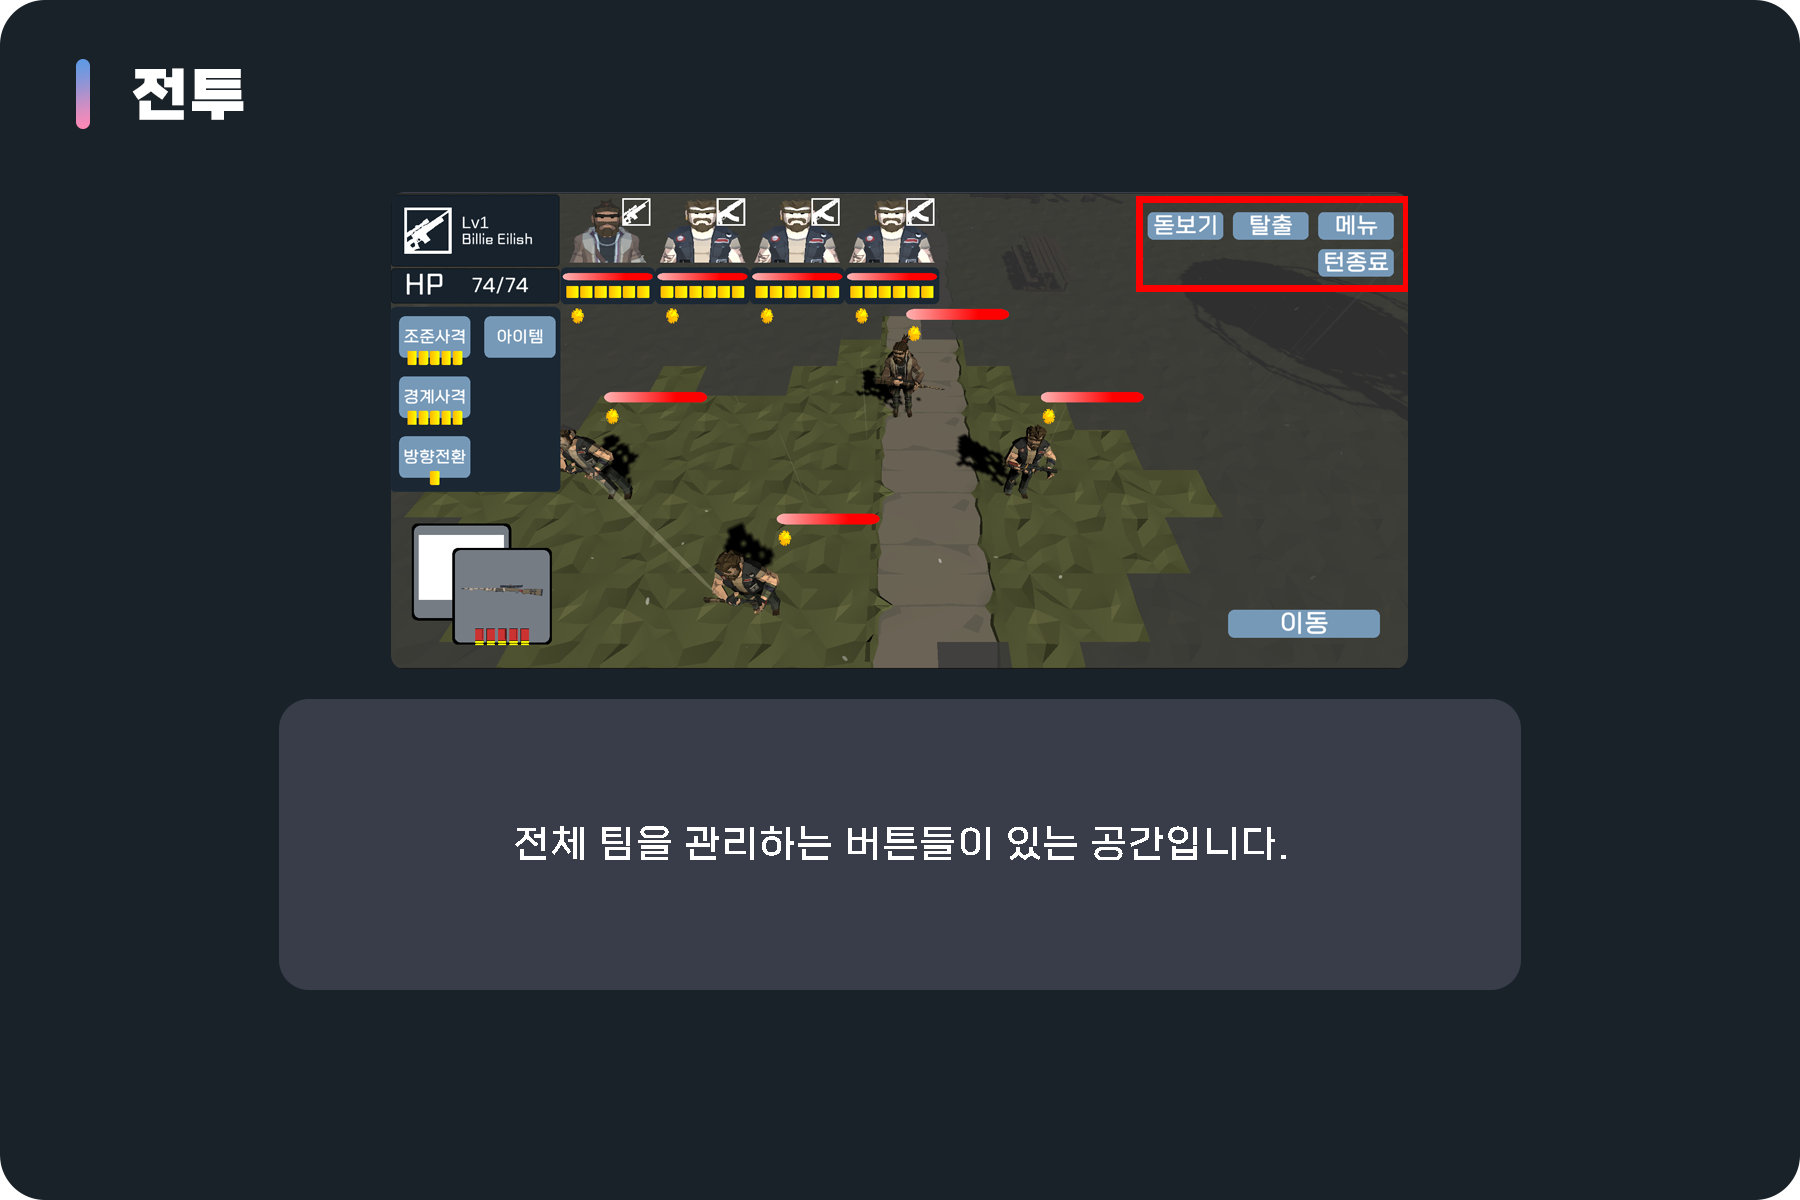 전투
Lv1
Billie Eilish
HP 74/74
조준사격 아이템
경계사격
방향전환
돋보기 탈출 메뉴
턴종료
이동
전체 팀을 관리하는 버튼들이 있는 공간입니다.